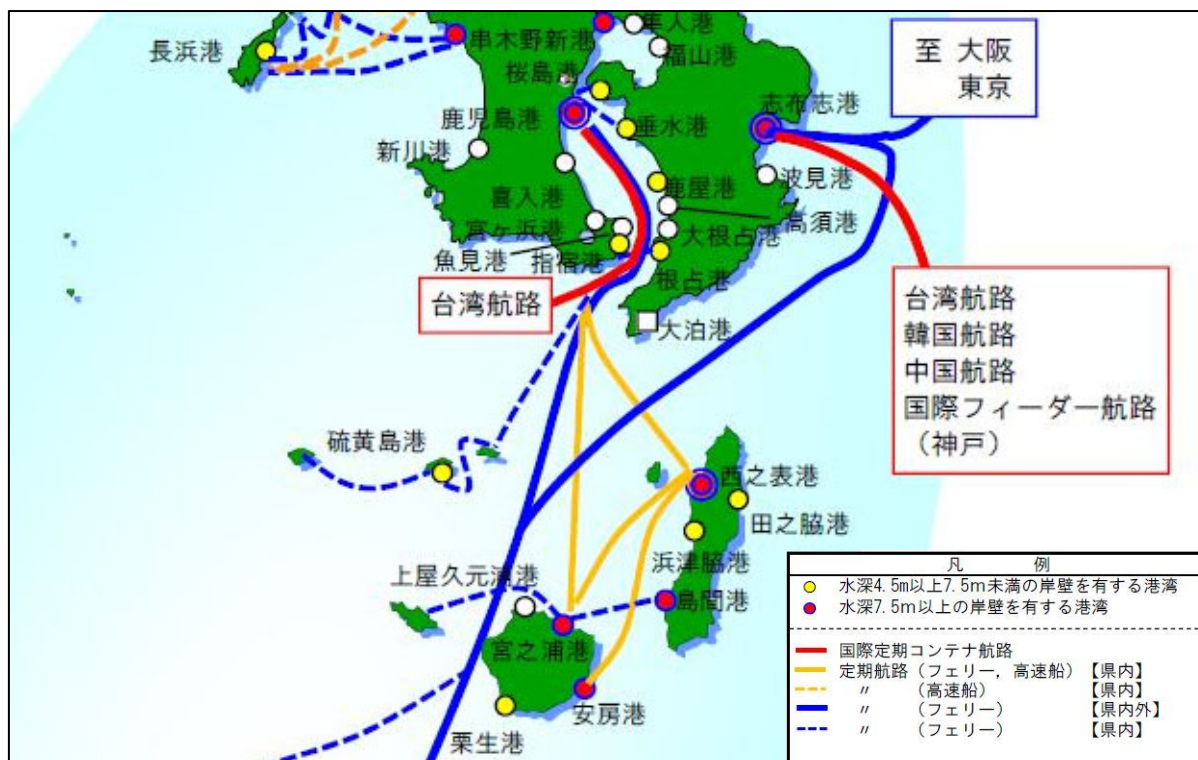 長浜港
串木野新港
隼人港
福山港
桜島港
鹿児島港
垂水港
新川港
喜入港
鹿屋港
高須港
宮ヶ浜港
大根占港
魚見港
指宿港
根占港
大泊港
台湾航路
至 大阪
東京
志布志港
波見港
台湾航路
韓国航路
中国航路
国際フィーダー航路
(神戸)
硫黄島港
西之表港
田之脇港
浜津脇港
上屋久元浦港
島間港
宮之浦港
安房港
栗生港
凡 例
水深4.5m以上7.5m未満の岸壁を有する港湾
水深7.5m以上の岸壁を有する港湾
国際定期コンテナ航路
定期航路(フェリー,高速船)【県内】
〃 (高速船) 【県内】
〃 (フェリー) 【県内外】
〃 (フェリー) 【県内】